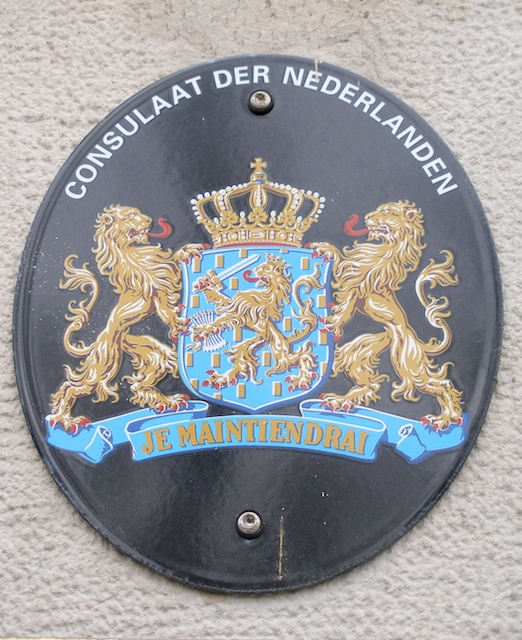 CONSULAAT DER NEDERLANDEN
JE MAINTIENDRAI